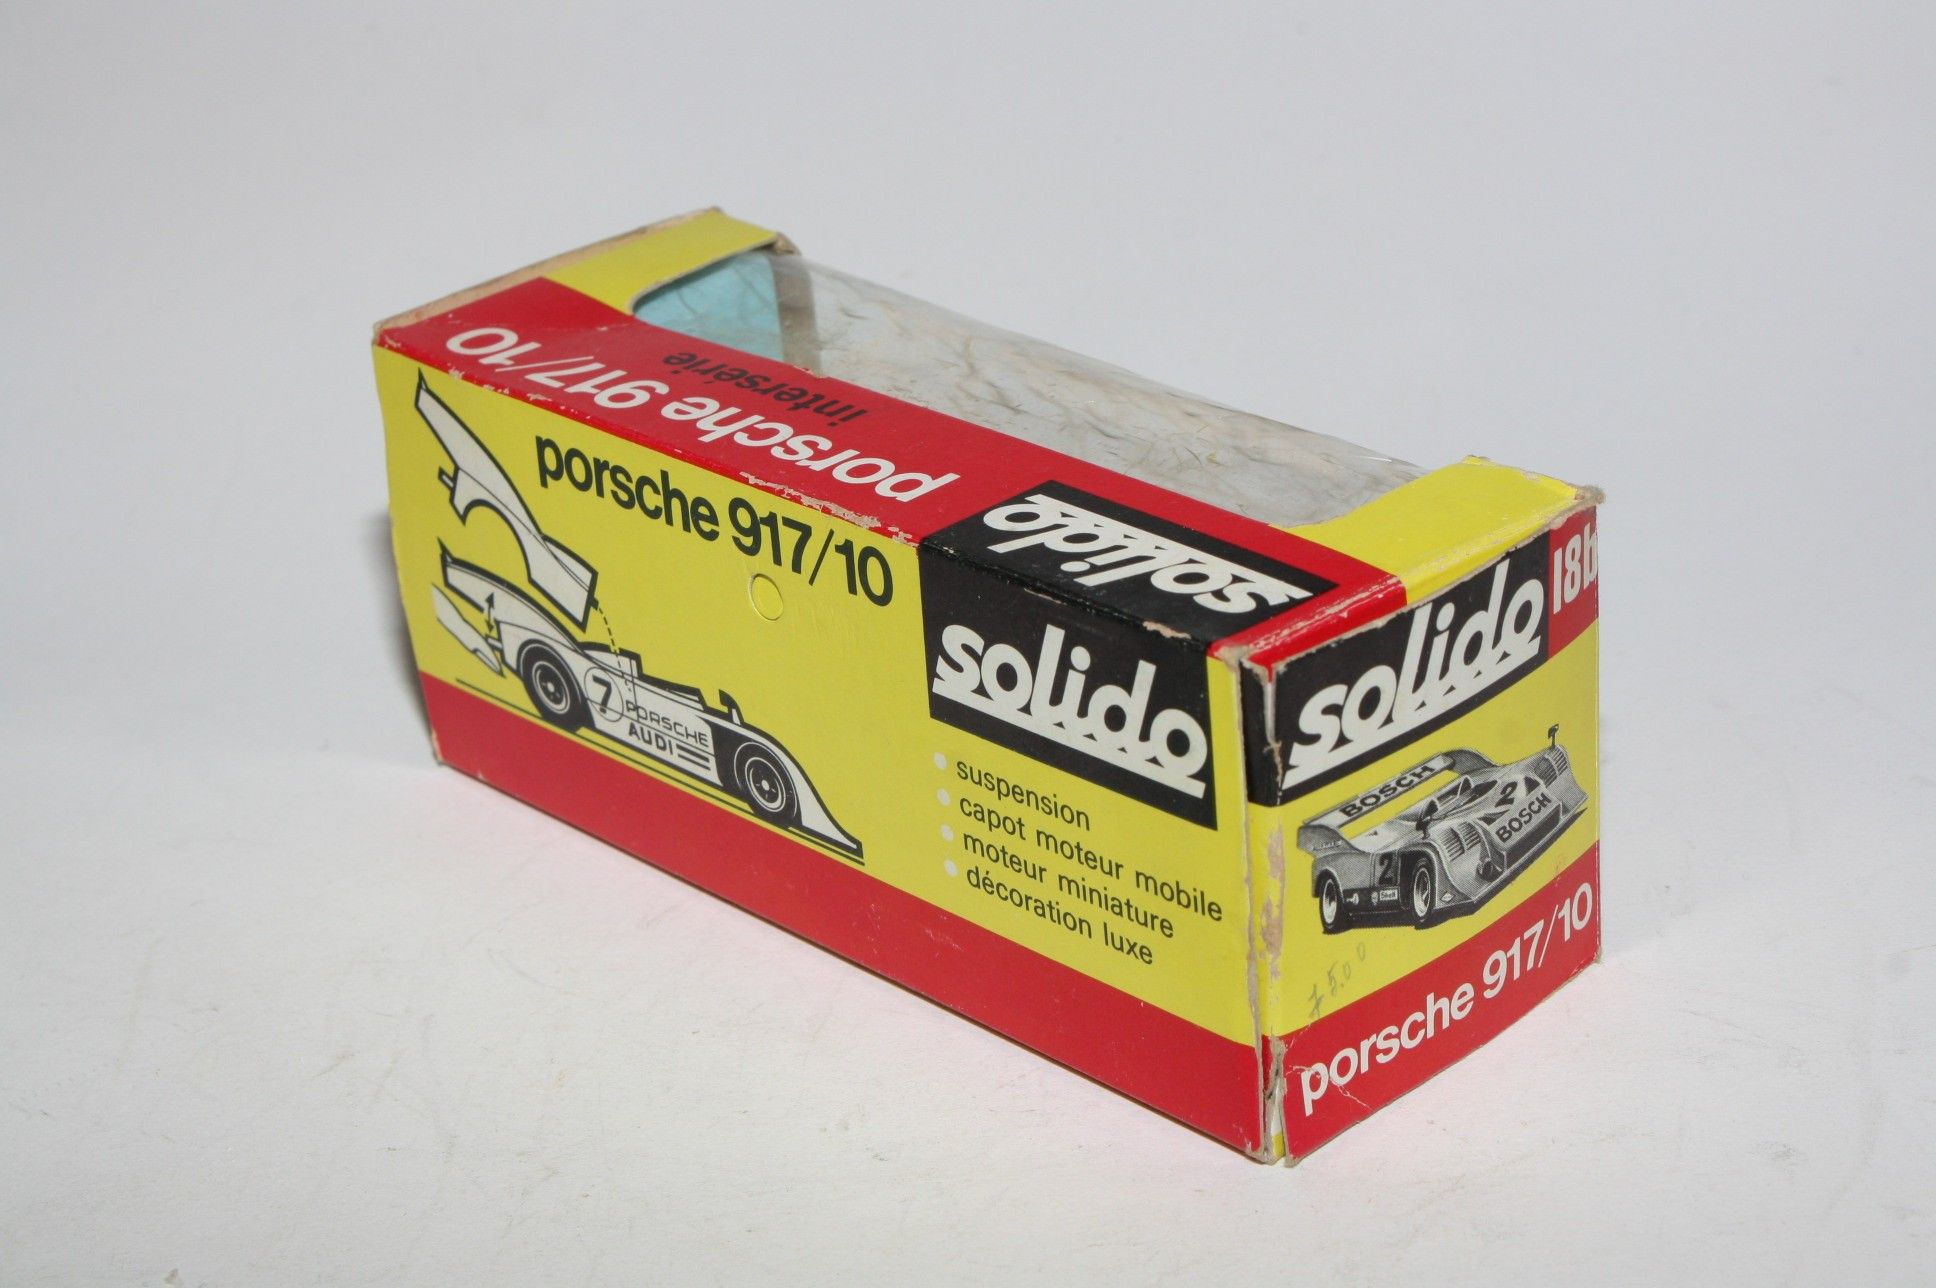 porsche 917/10
intersérie
solido
porsche 917/10
7
PORSCHE
AUDI
solido
suspension
capot moteur mobile
moteur miniature
décoration luxe
solido
18b
BOSCH
2
BOSCH
2
porsche 917/10